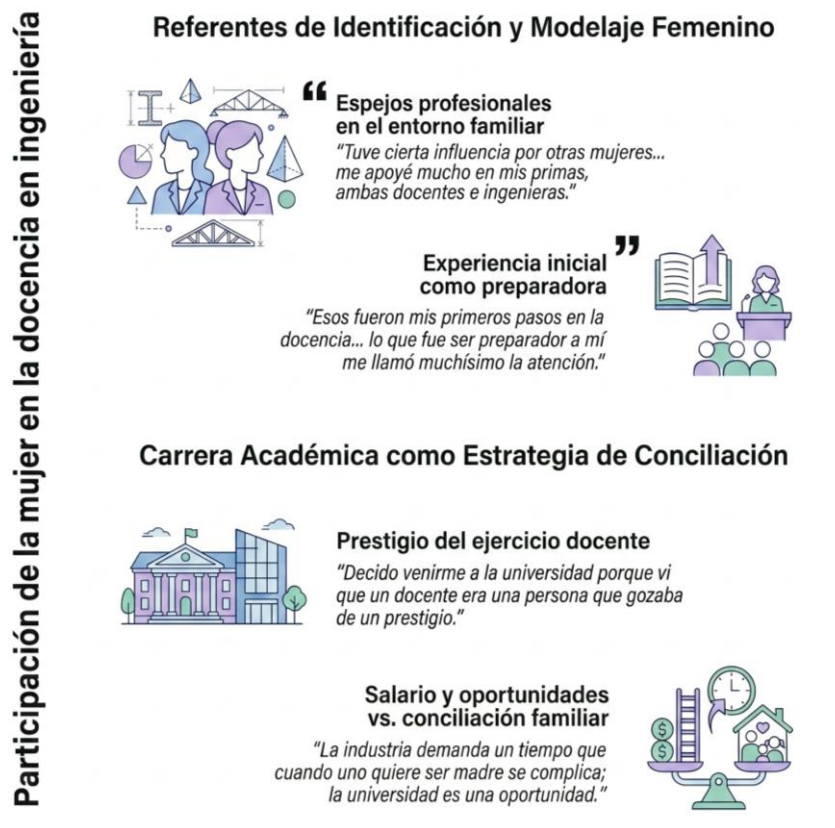 Participación de la mujer en la docencia en ingeniería
Referentes de Identificación y Modelaje Femenino
“
Espejos profesionales
en el entorno familiar
“Tuve cierta influencia por otras mujeres...
me apoyé mucho en mis primas,
ambas docentes e ingenieras.”
”
Experiencia inicial
como preparadora
“Esos fueron mis primeros pasos en la
docencia... lo que fue ser preparador a mí
me llamó muchísimo la atención.”
Carrera Académica como Estrategia de Conciliación
Prestigio del ejercicio docente
“Decido venirme a la universidad porque vi
que un docente era una persona que gozaba
de un prestigio.”
Salario y oportunidades
vs. conciliación familiar
“La industria demanda un tiempo que
cuando uno quiere ser madre se complica;
la universidad es una oportunidad.”
$
$